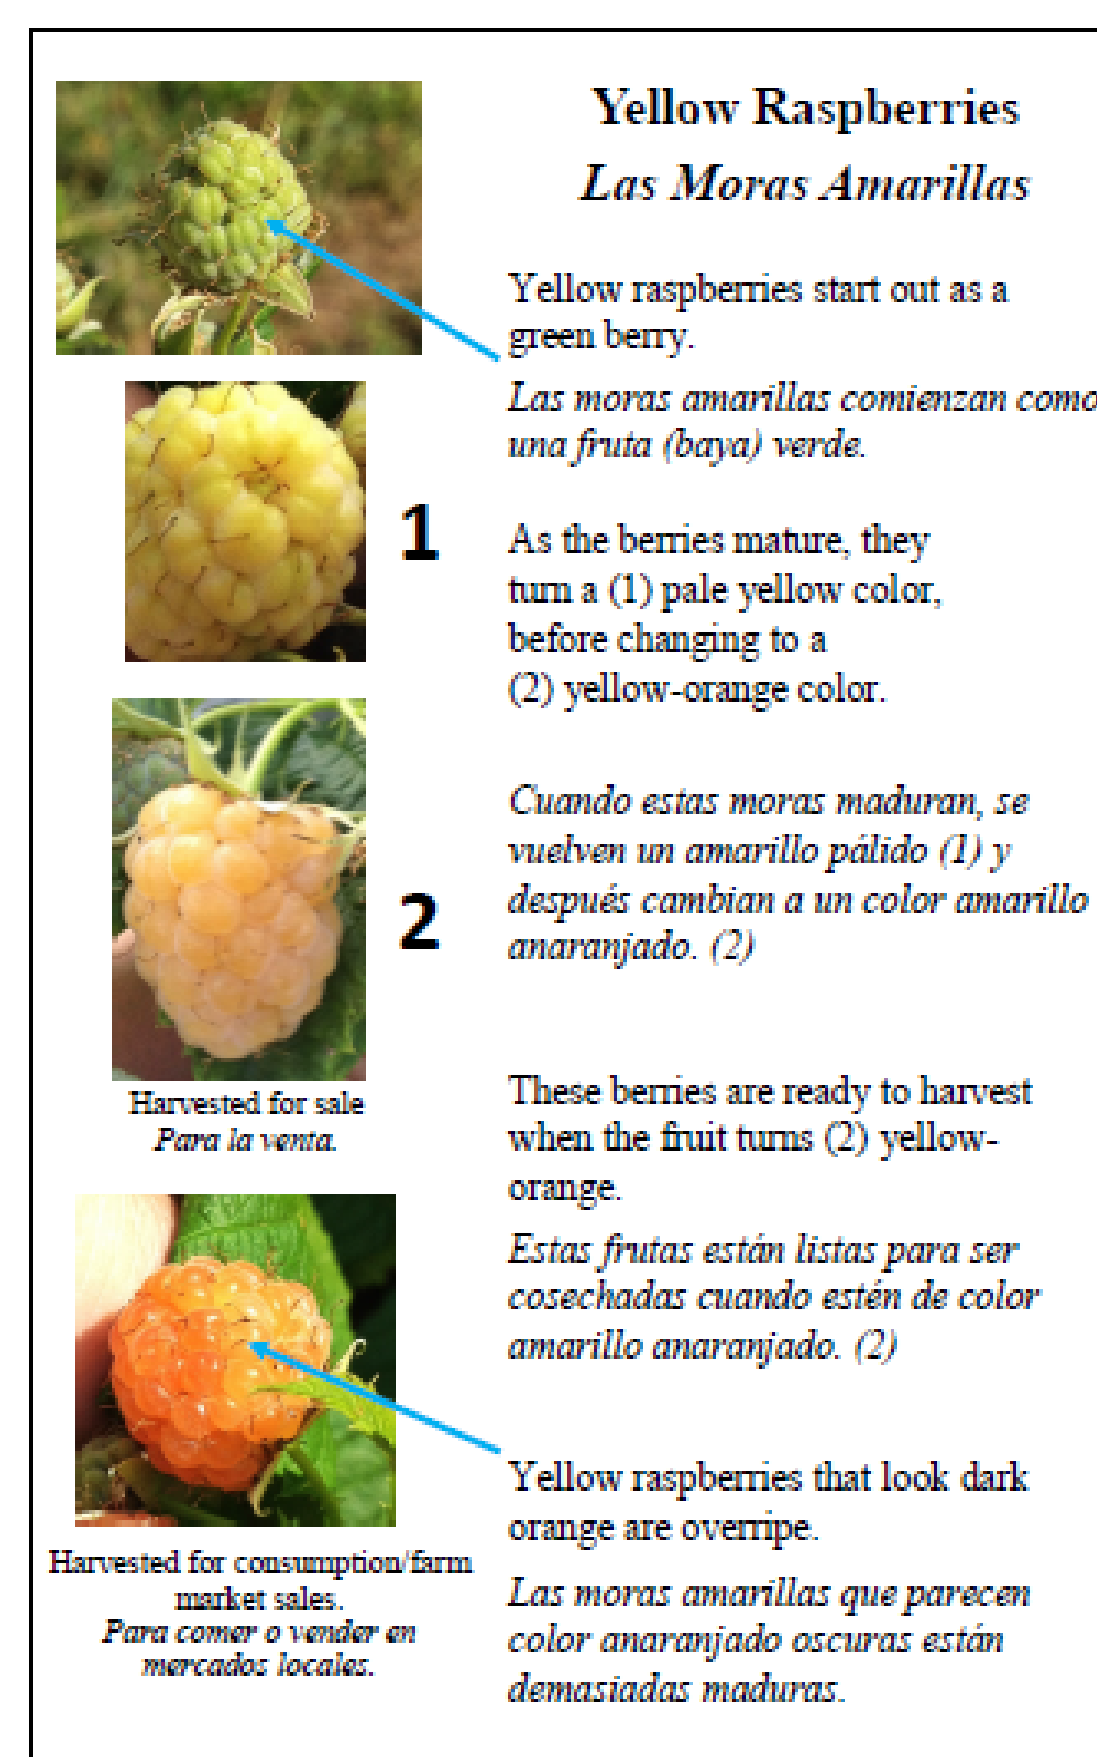 Yellow Raspberries
Las Moras Amarillas
Yellow raspberries start out as a
green berry.
Las moras amarillas comienzan como
una fruta (baya) verde.
1
As the berries mature, they
turn a (1) pale yellow color,
before changing to a
(2) yellow-orange color.
Cuando estas moras maduran, se
vuelven un amarillo pálido (1) y
después cambian a un color amarillo
anaranjado. (2)
2
Harvested for sale
Para la venta.
These berries are ready to harvest
when the fruit turns (2) yellow-
orange.
Estas frutas están listas para ser
cosechadas cuando estén de color
amarillo anaranjado. (2)
Yellow raspberries that look dark
orange are overripe.
Las moras amarillas que parecen
color anaranjado oscuras están
demasiadas maduras.
Harvested for consumption/farm
market sales.
Para comer o vender en
mercados locales.